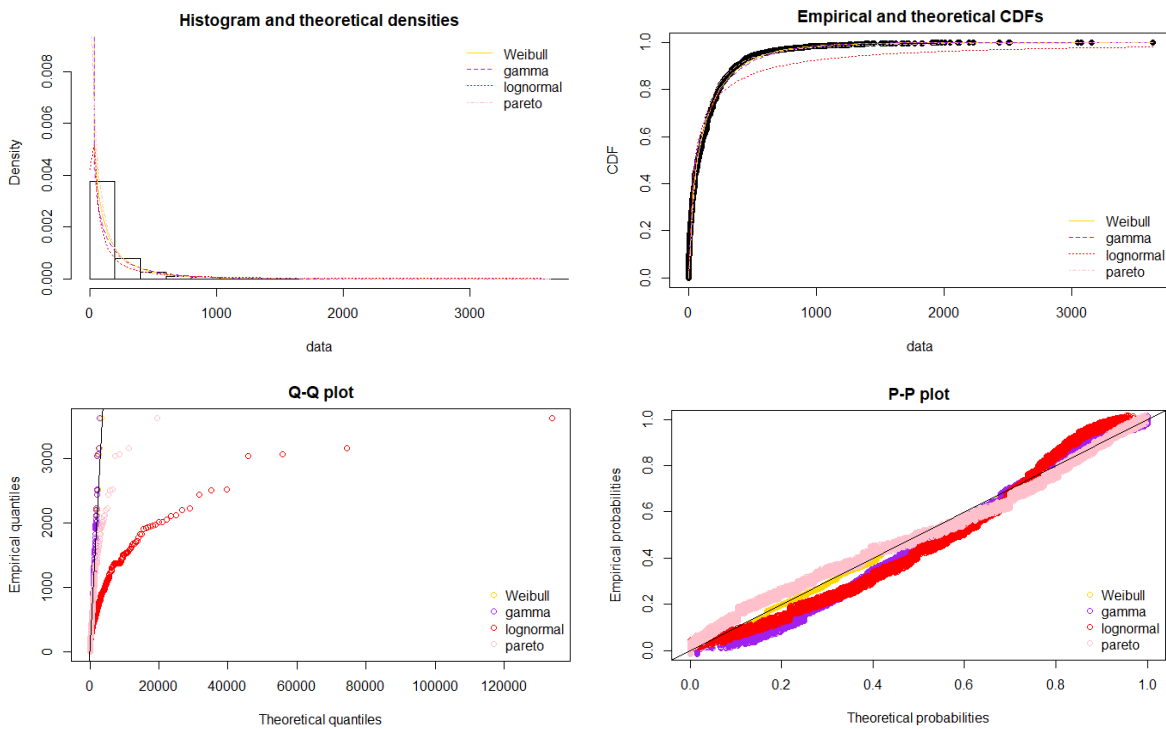 Histogram and theoretical densities
Weibull
gamma
lognormal
pareto
Density
0.000 0.002 0.004 0.006 0.008
0 1000 2000 3000
data
Empirical and theoretical CDFs
CDF
0.0 0.2 0.4 0.6 0.8 1.0
Weibull
gamma
lognormal
pareto
0 1000 2000 3000
data
Q-Q plot
Empirical quantiles
0 1000 2000 3000
Weibull
gamma
lognormal
pareto
0 20000 40000 60000 80000 100000 120000
Theoretical quantiles
P-P plot
Empirical probabilities
0.0 0.2 0.4 0.6 0.8 1.0
Weibull
gamma
lognormal
pareto
0.0 0.2 0.4 0.6 0.8 1.0
Theoretical probabilities